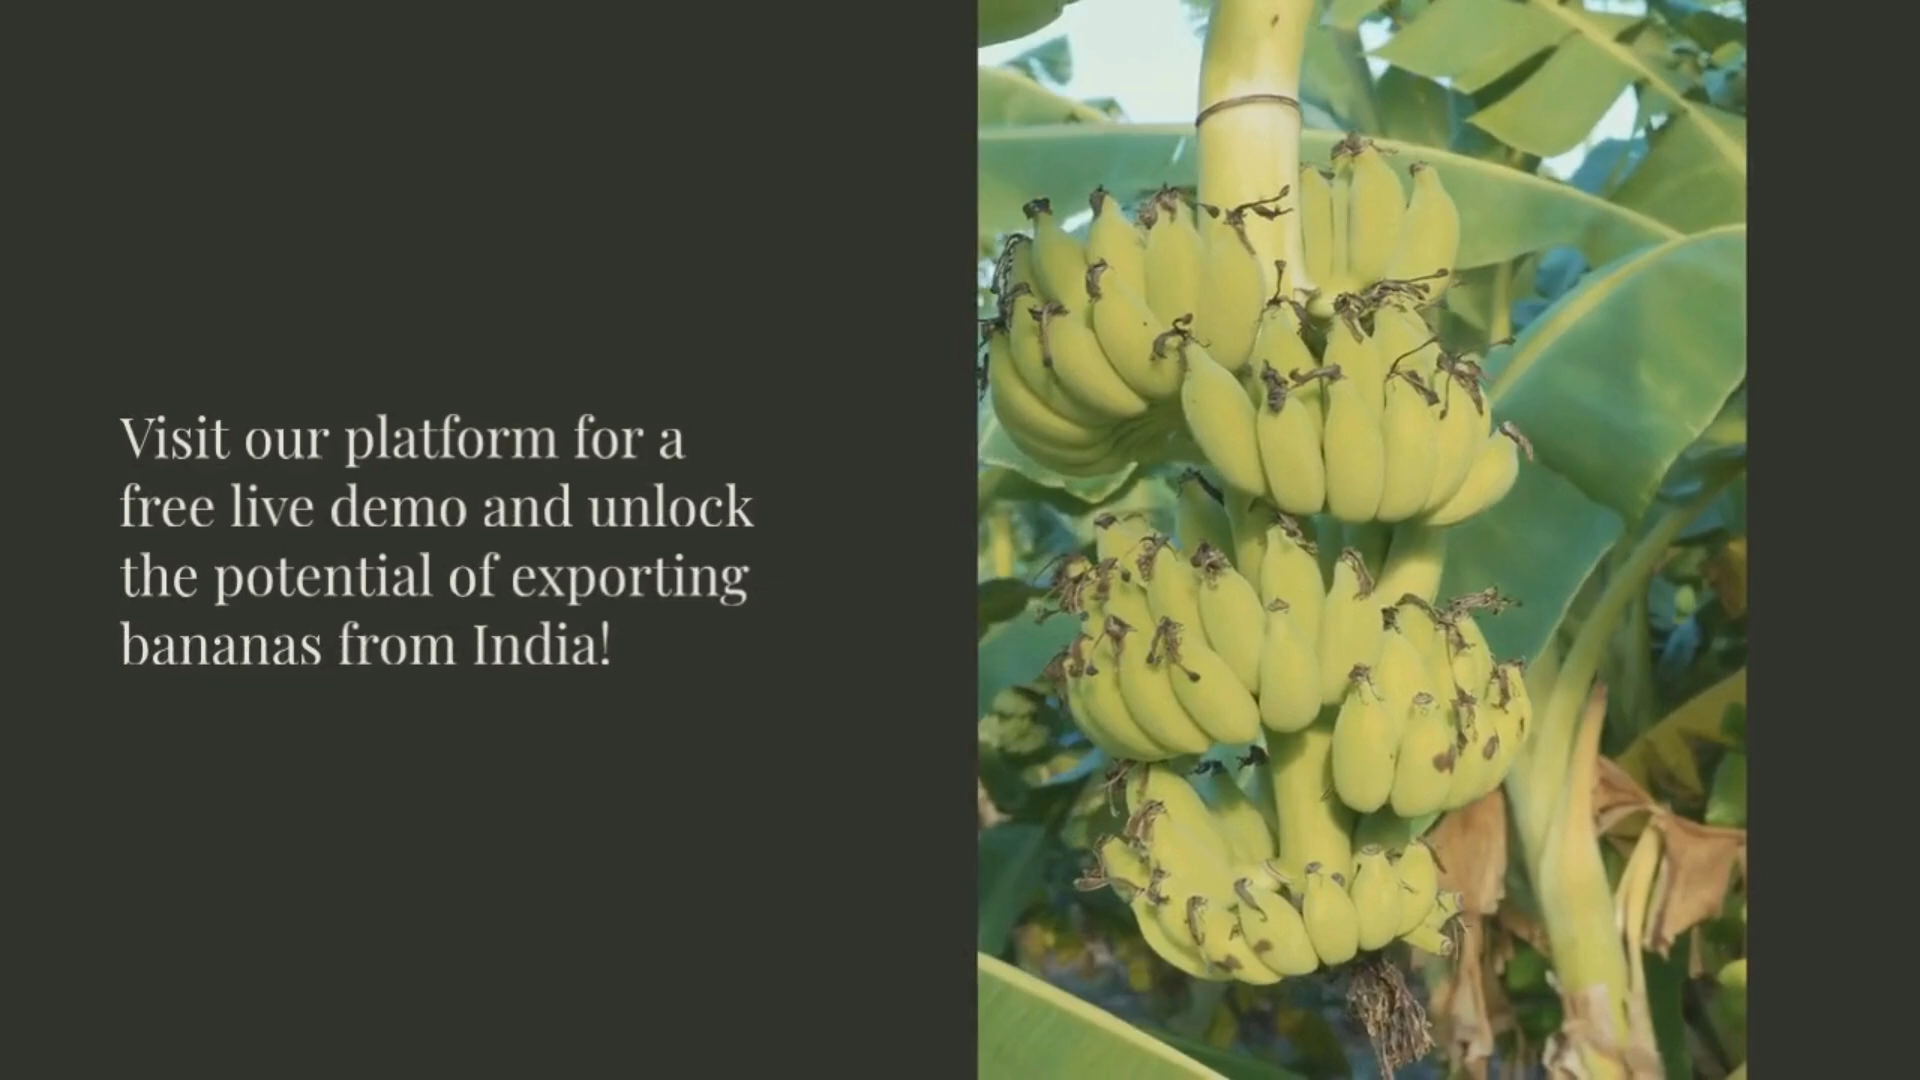 Visit our platform for a
free live demo and unlock
the potential of exporting
bananas from India!